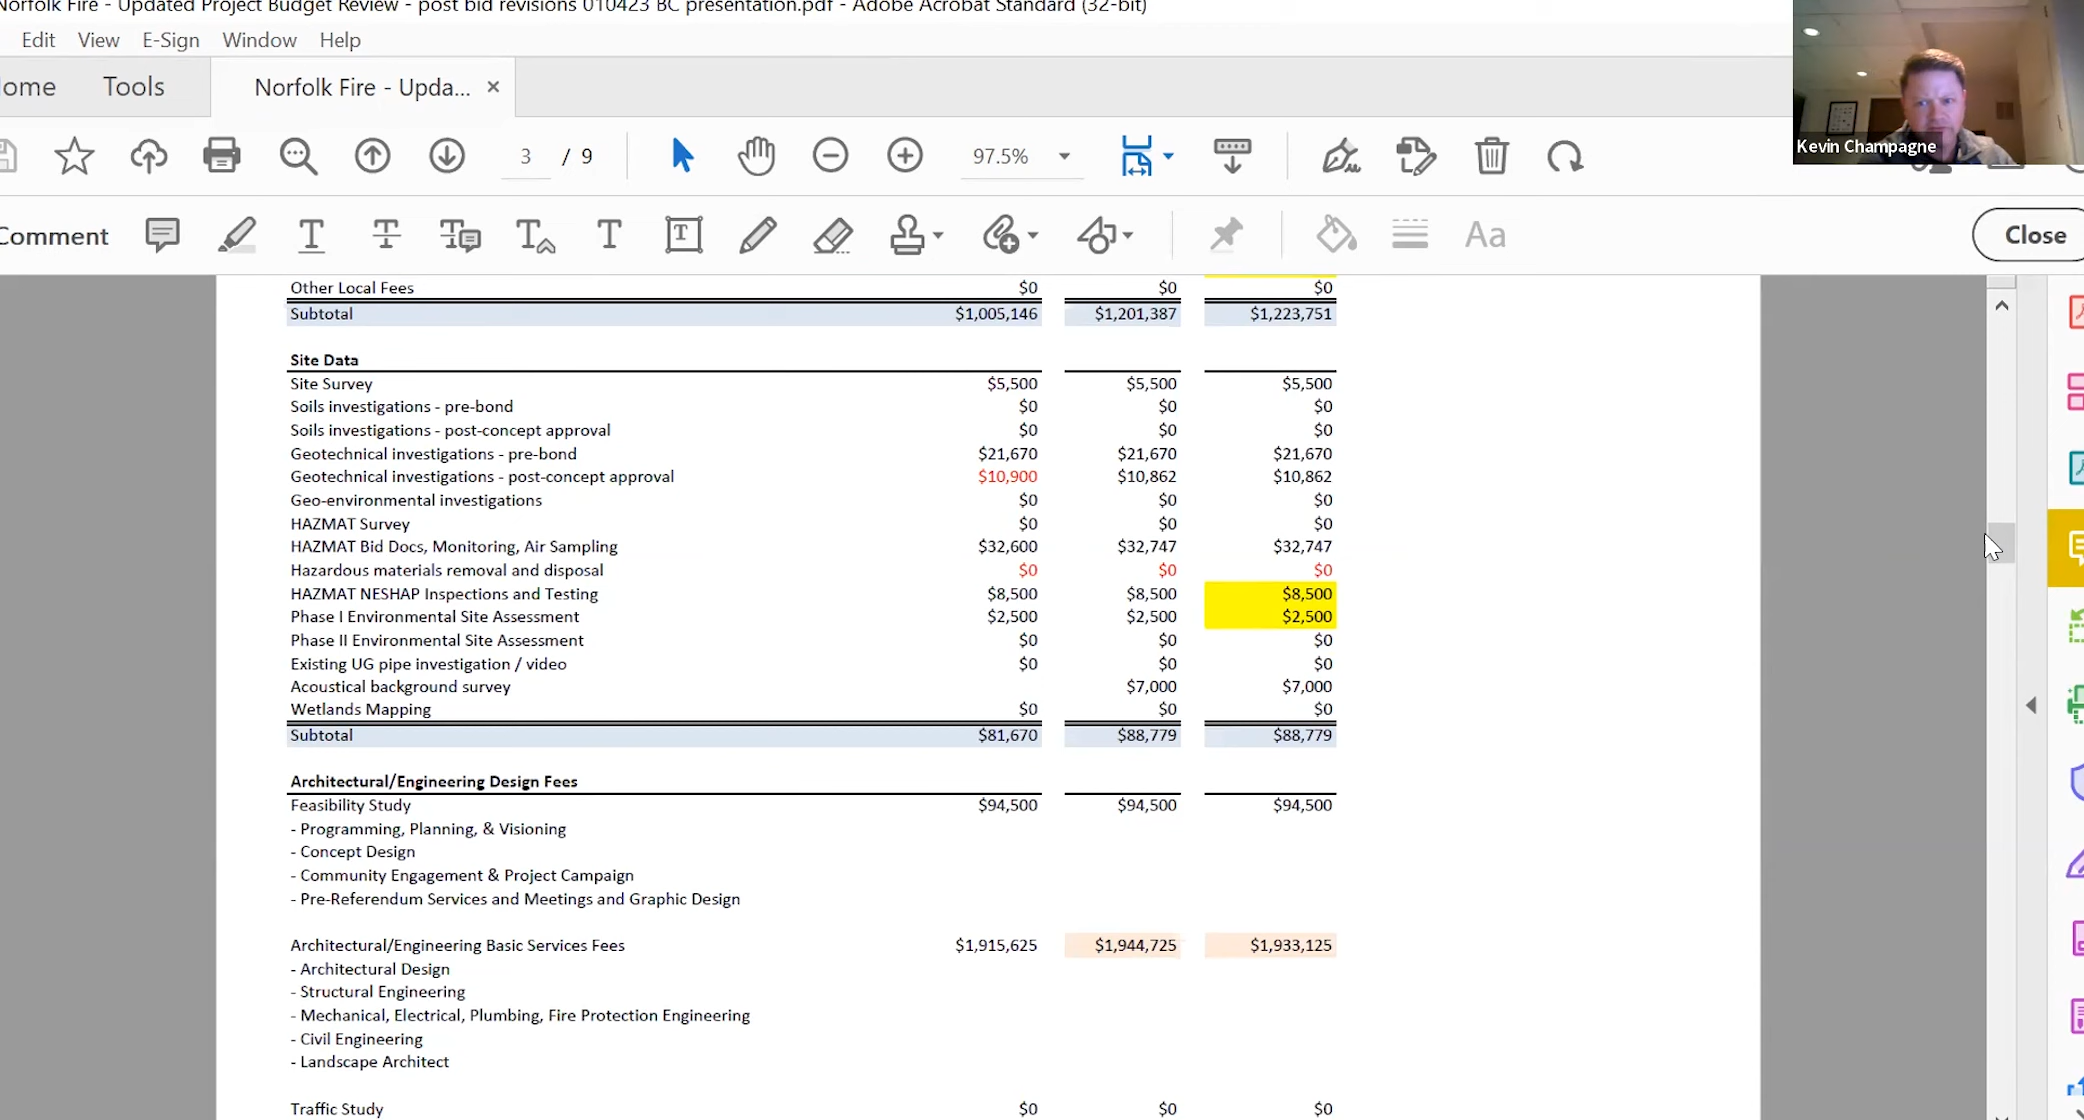 Norfolk Fire - Updated Project Budget Review - post bid revisions 010423 BC presentation.pdf - Adobe Acrobat Standard (32-bit)
Edit View E-Sign Window Help
ome Tools Norfolk Fire - Upda... ×
3 / 9 97.5%
Kevin Champagne
Comment Aa Close
Other Local Fees $0 $0 $0
Subtotal $1,005,146 $1,201,387 $1,223,751
Site Data
Site Survey $5,500 $5,500 $5,500
Soils investigations - pre-bond $0 $0 $0
Soils investigations - post-concept approval $0 $0 $0
Geotechnical investigations - pre-bond $21,670 $21,670 $21,670
Geotechnical investigations - post-concept approval $10,900 $10,862 $10,862
Geo-environmental investigations $0 $0 $0
HAZMAT Survey $0 $0 $0
HAZMAT Bid Docs, Monitoring, Air Sampling $32,600 $32,747 $32,747
Hazardous materials removal and disposal $0 $0 $0
HAZMAT NESHAP Inspections and Testing $8,500 $8,500 $8,500
Phase I Environmental Site Assessment $2,500 $2,500 $2,500
Phase II Environmental Site Assessment $0 $0 $0
Existing UG pipe investigation / video $0 $0 $0
Acoustical background survey $7,000 $7,000
Wetlands Mapping $0 $0 $0
Subtotal $81,670 $88,779 $88,779
Architectural/Engineering Design Fees
Feasibility Study $94,500 $94,500 $94,500
- Programming, Planning, & Visioning
- Concept Design
- Community Engagement & Project Campaign
- Pre-Referendum Services and Meetings and Graphic Design
Architectural/Engineering Basic Services Fees $1,915,625 $1,944,725 $1,933,125
- Architectural Design
- Structural Engineering
- Mechanical, Electrical, Plumbing, Fire Protection Engineering
- Civil Engineering
- Landscape Architect
Traffic Study $0 $0 $0